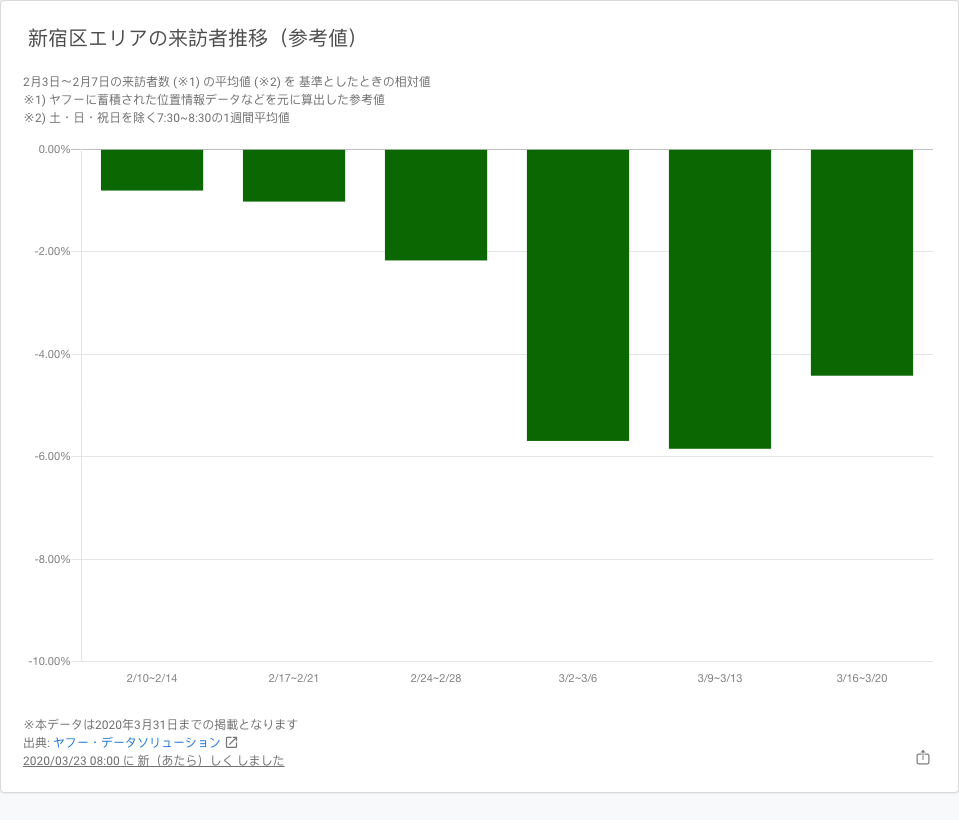 新宿区エリアの来訪者推移（参考値）
2月3日～2月7日の来訪者数 (※1) の平均値 (※2) を 基準としたときの相対値
※1) ヤフーに蓄積された位置情報データなどを元に算出した参考値
※2) 土・日・祝日を除く7:30~8:30の1週間平均値
0.00%
-2.00%
-4.00%
-6.00%
-8.00%
-10.00%
2/10~2/14 2/17~2/21 2/24~2/28 3/2~3/6 3/9~3/13 3/16~3/20
※本データは2020年3月31日までの掲載となります
出典: ヤフー・データソリューション
2020/03/23 08:00 に 新（あたら）しく しました